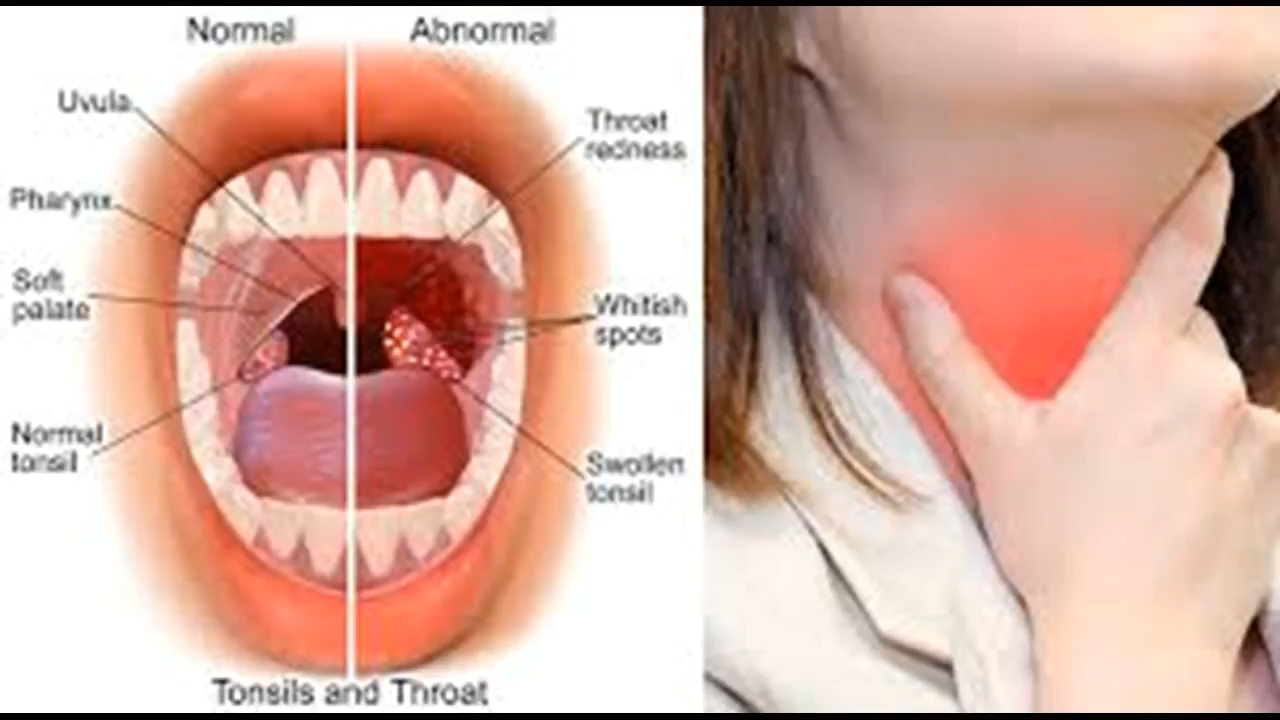 Normal
Abnormal
Uvula
Pharynx
Soft
palate
Normal
tonsil
Throat
redness
Whitish
spots
Swollen
tonsil
Tonsils and Throat